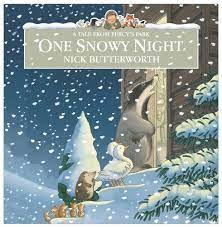 A TALE FROM PERCY'S PARK
ONE SNOWY NIGHT
NICK BUTTERWORTH